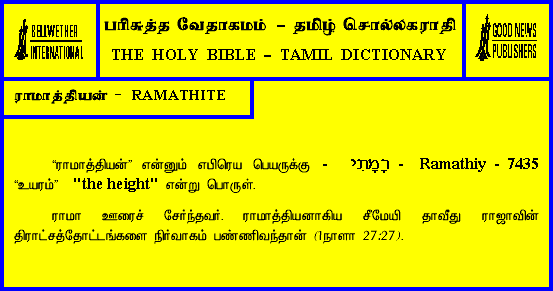 BELLWETHER
INTERNATIONAL
பரிசுத்த வேதாகமம் – தமிழ் சொல்லகராதி
THE HOLY BIBLE – TAMIL DICTIONARY
GOOD NEWS
PUBLISHERS
ராமாத்தியன் – RAMATHITE
“ராமாத்தியன்” என்னும் எபிரெய பெயருக்கு - רָמָתִי - Ramathiy - 7435
“உயரம்” "the height" என்று பொருள்.
ராமா ஊரைச் சேர்ந்தவர். ராமாத்தியனாகிய சீமேயி தாவீது ராஜாவின்
திராட்சத்தோட்டங்களை நிர்வாகம் பண்ணிவந்தான் (1நாளா 27:27).